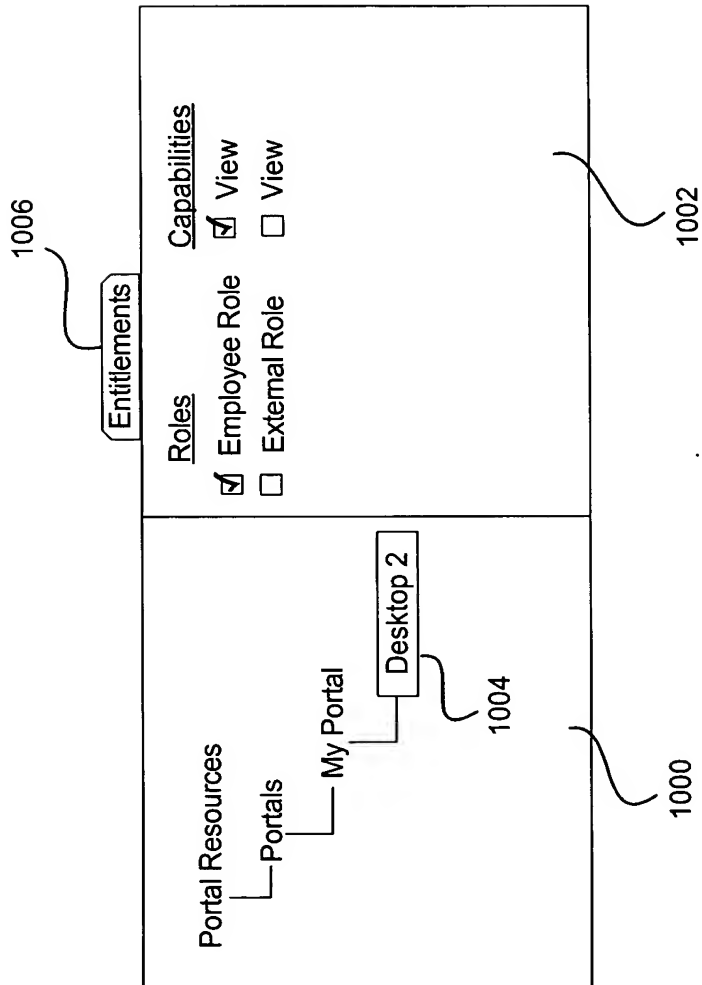 1006
Entitlements
Portal Resources
Portals
My Portal
Desktop 2
1004
1000
Roles Capabilities
Employee Role View
External Role View
1002